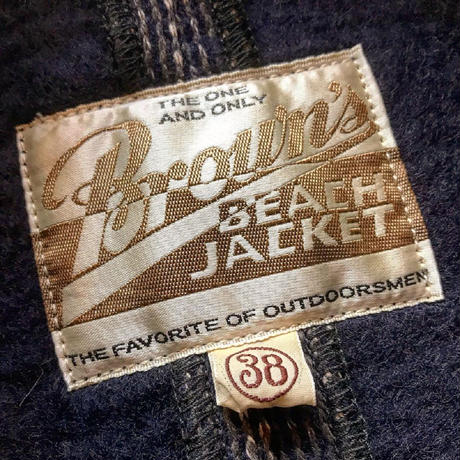 THE ONE
AND ONLY
Brown's
BEACH
JACKET
THE FAVORITE OF OUTDOORSMEN
38